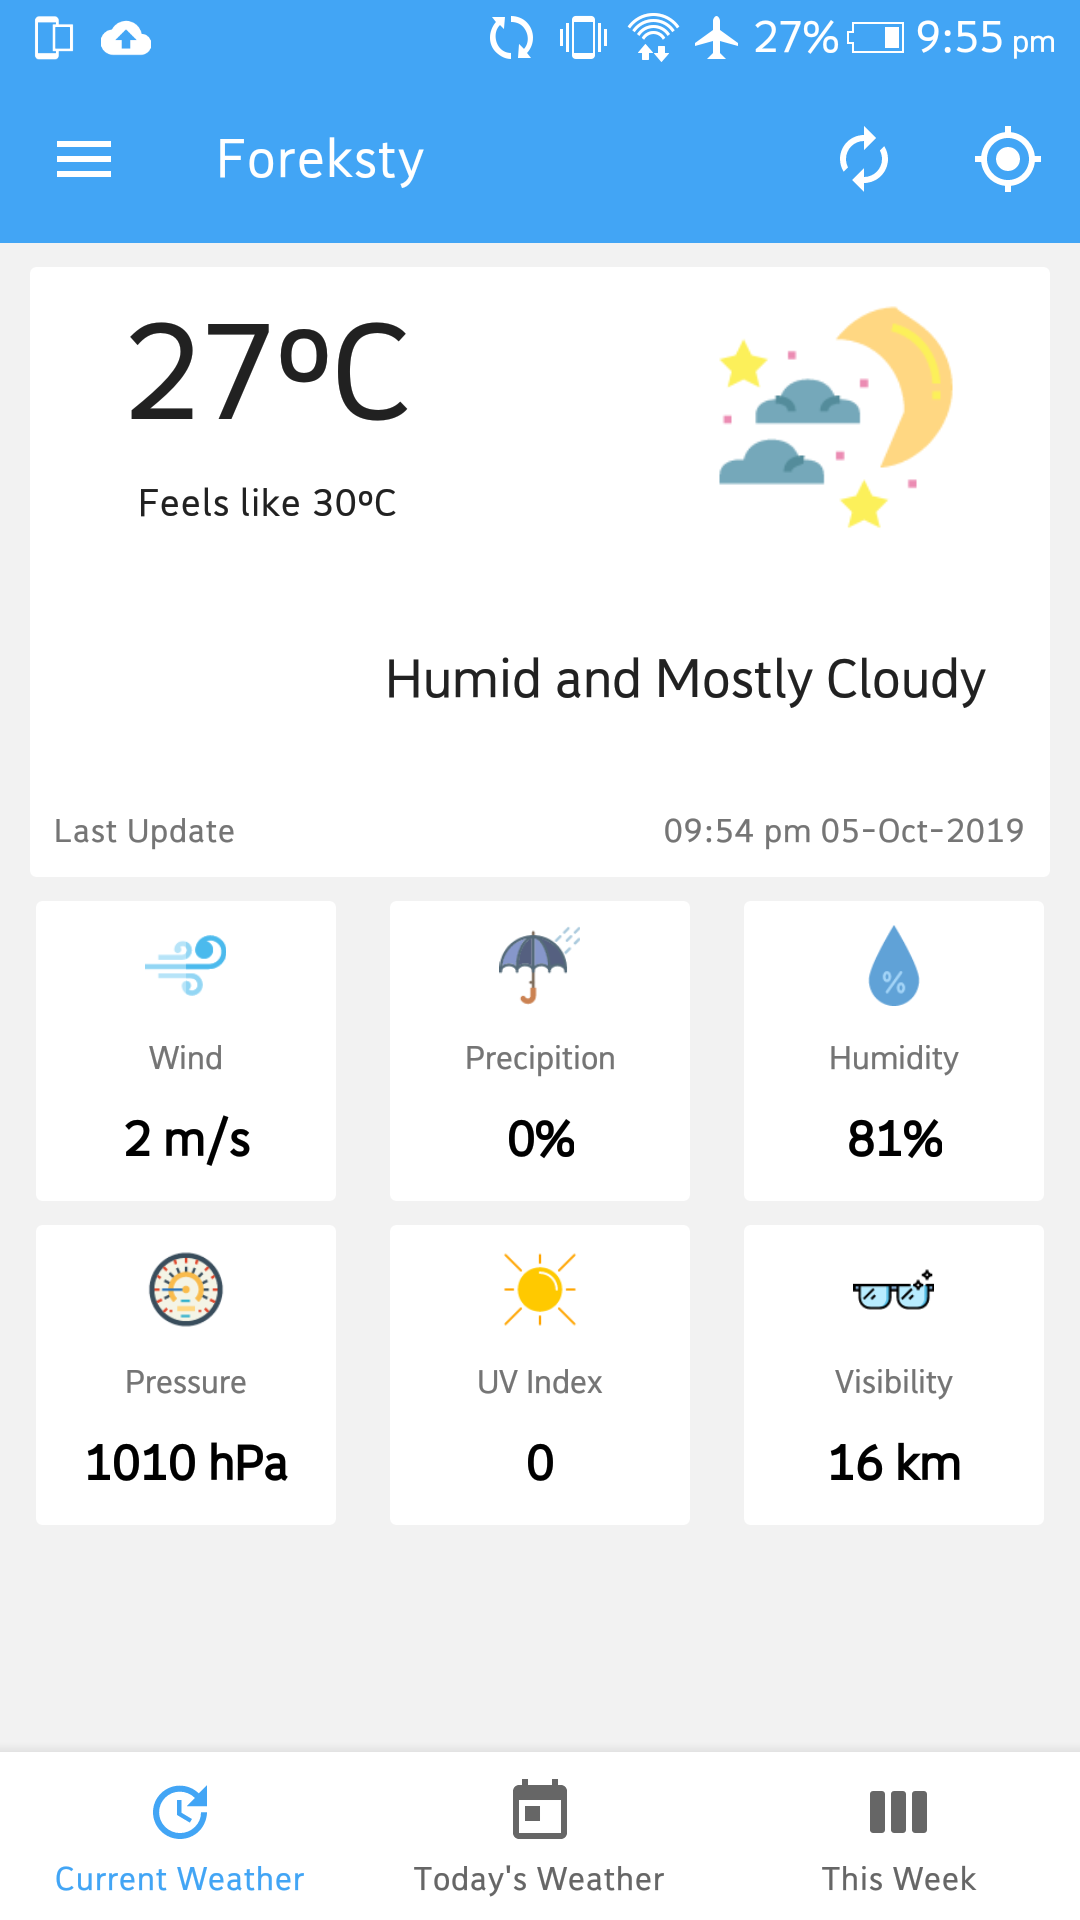 27% 9:55 pm
Foreksty
27ºC
Feels like 30ºC
Humid and Mostly Cloudy
Last Update 09:54 pm 05-Oct-2019
Wind Precipition Humidity
2 m/s 0% 81%
Pressure UV Index Visibility
1010 hPa 0 16 km
Current Weather Today's Weather This Week